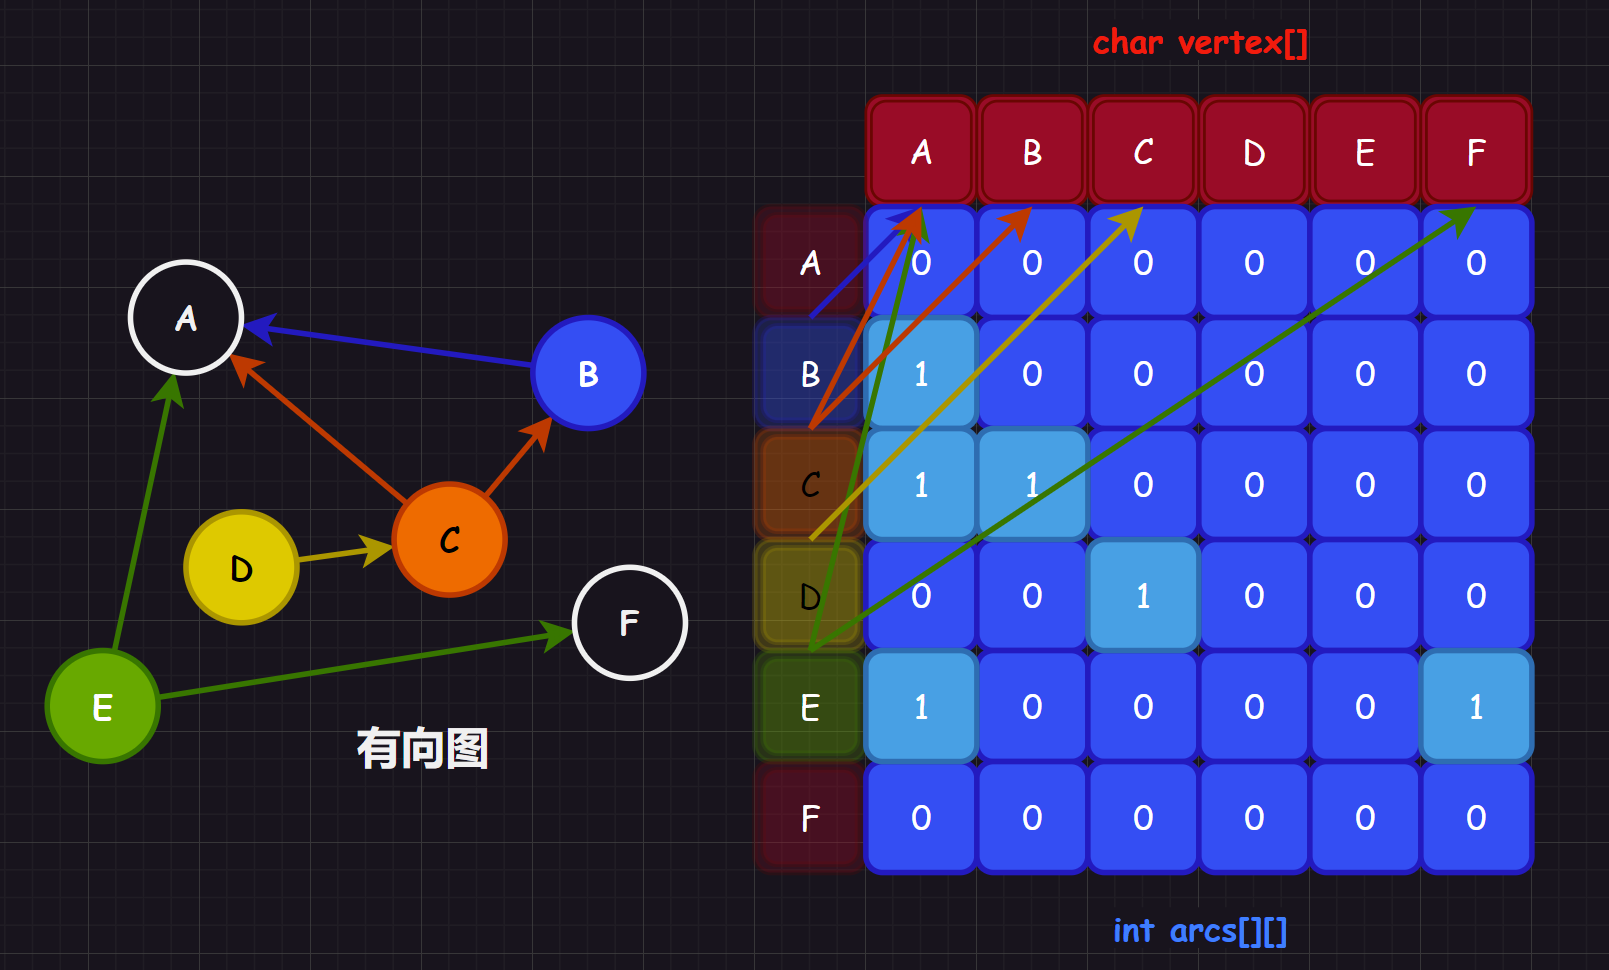 char vertex[]
A B C D E F
A 0 0 0 0 0 0
B 1 0 0 0 0 0
C 1 1 0 0 0 0
D 0 0 1 0 0 0
E 1 0 0 0 0 1
F 0 0 0 0 0 0
int arcs[][]
A
B
C
D
F
E
有向图